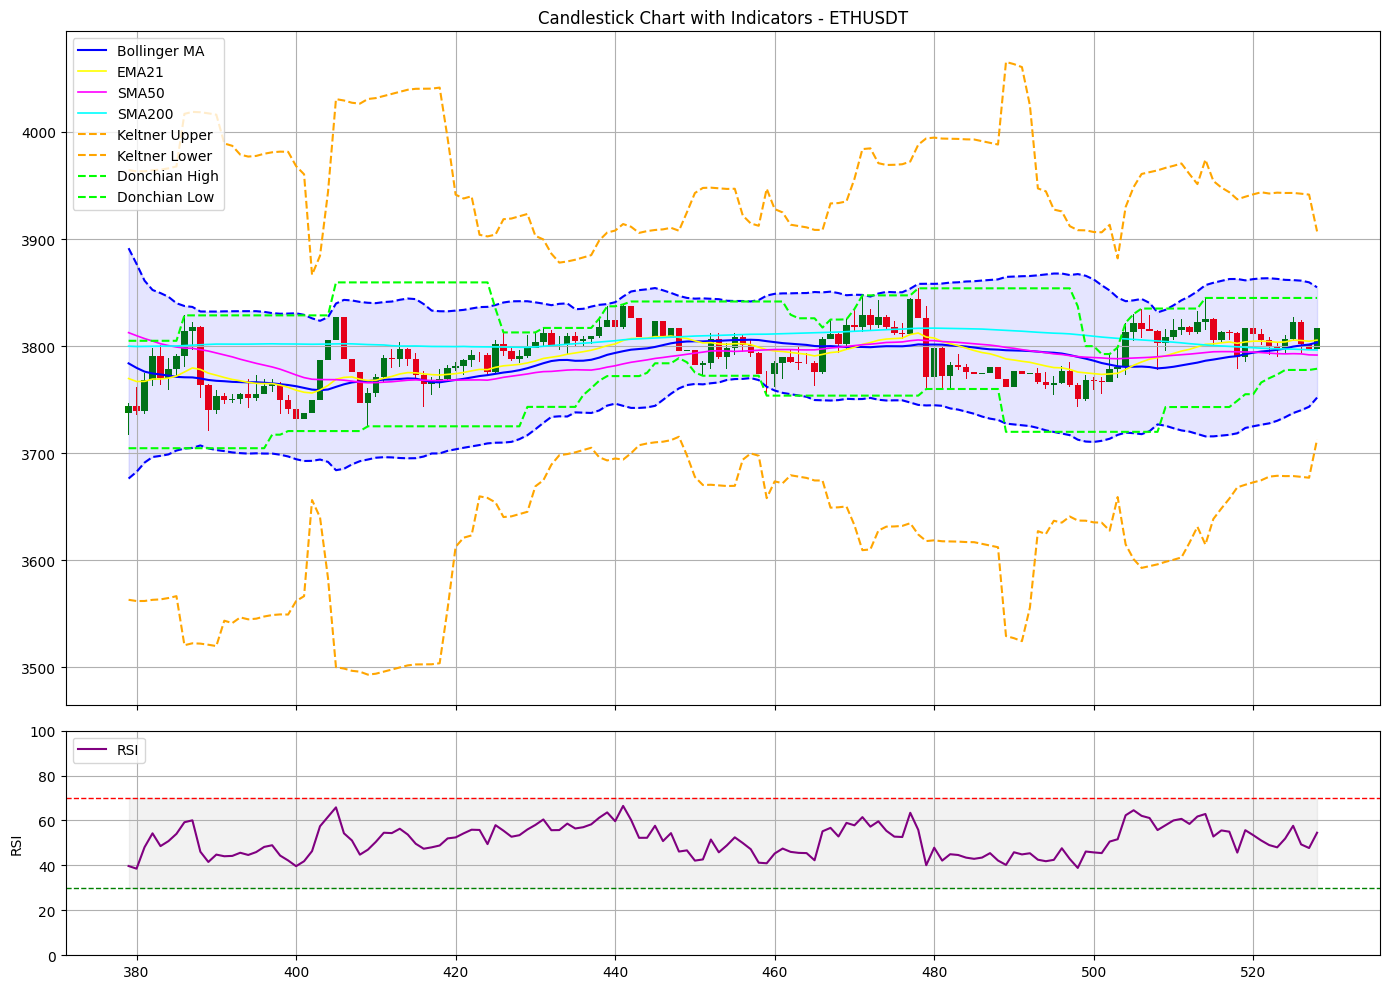 Candlestick Chart with Indicators - ETHUSDT
Bollinger MA
EMA21
SMA50
SMA200
Keltner Upper
Keltner Lower
Donchian High
Donchian Low
4000
3900
3800
3700
3600
3500
RSI
100
80
60
40
20
0
RSI
380
400
420
440
460
480
500
520